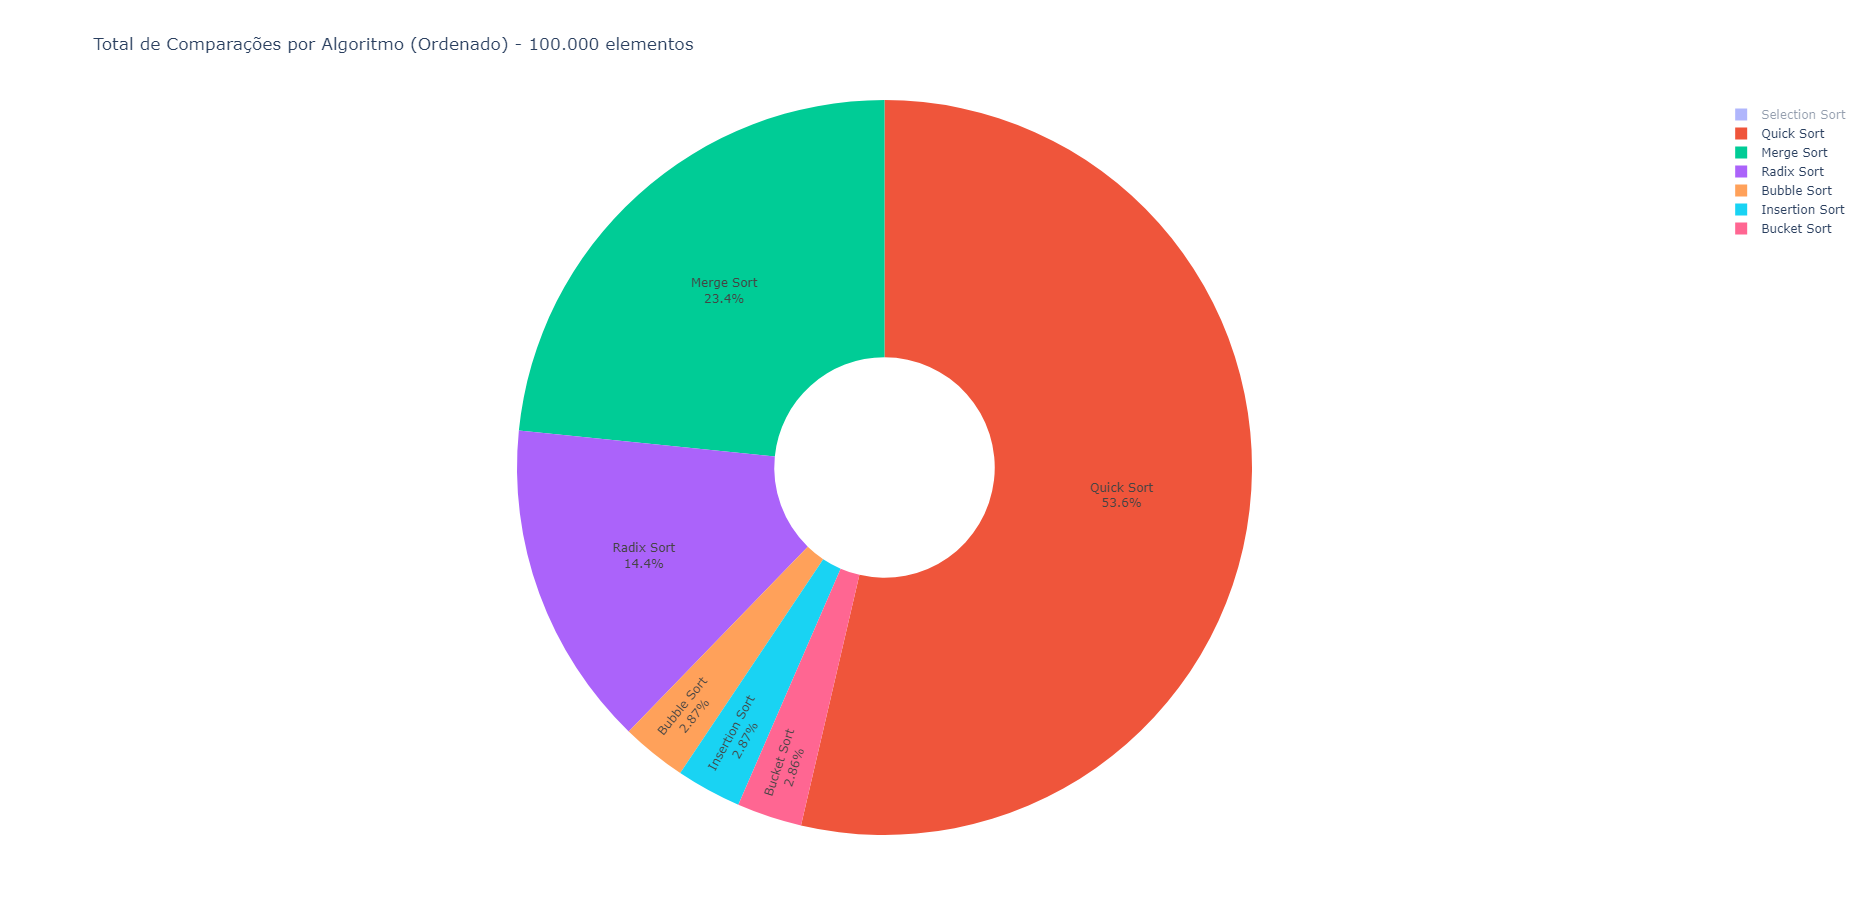 Total de Comparações por Algoritmo (Ordenado) - 100.000 elementos
Selection Sort
Quick Sort
Merge Sort
Radix Sort
Bubble Sort
Insertion Sort
Bucket Sort
Merge Sort
23.4%
Quick Sort
53.6%
Radix Sort
14.4%
Bubble Sort
2.87%
Insertion Sort
2.87%
Bucket Sort
2.86%